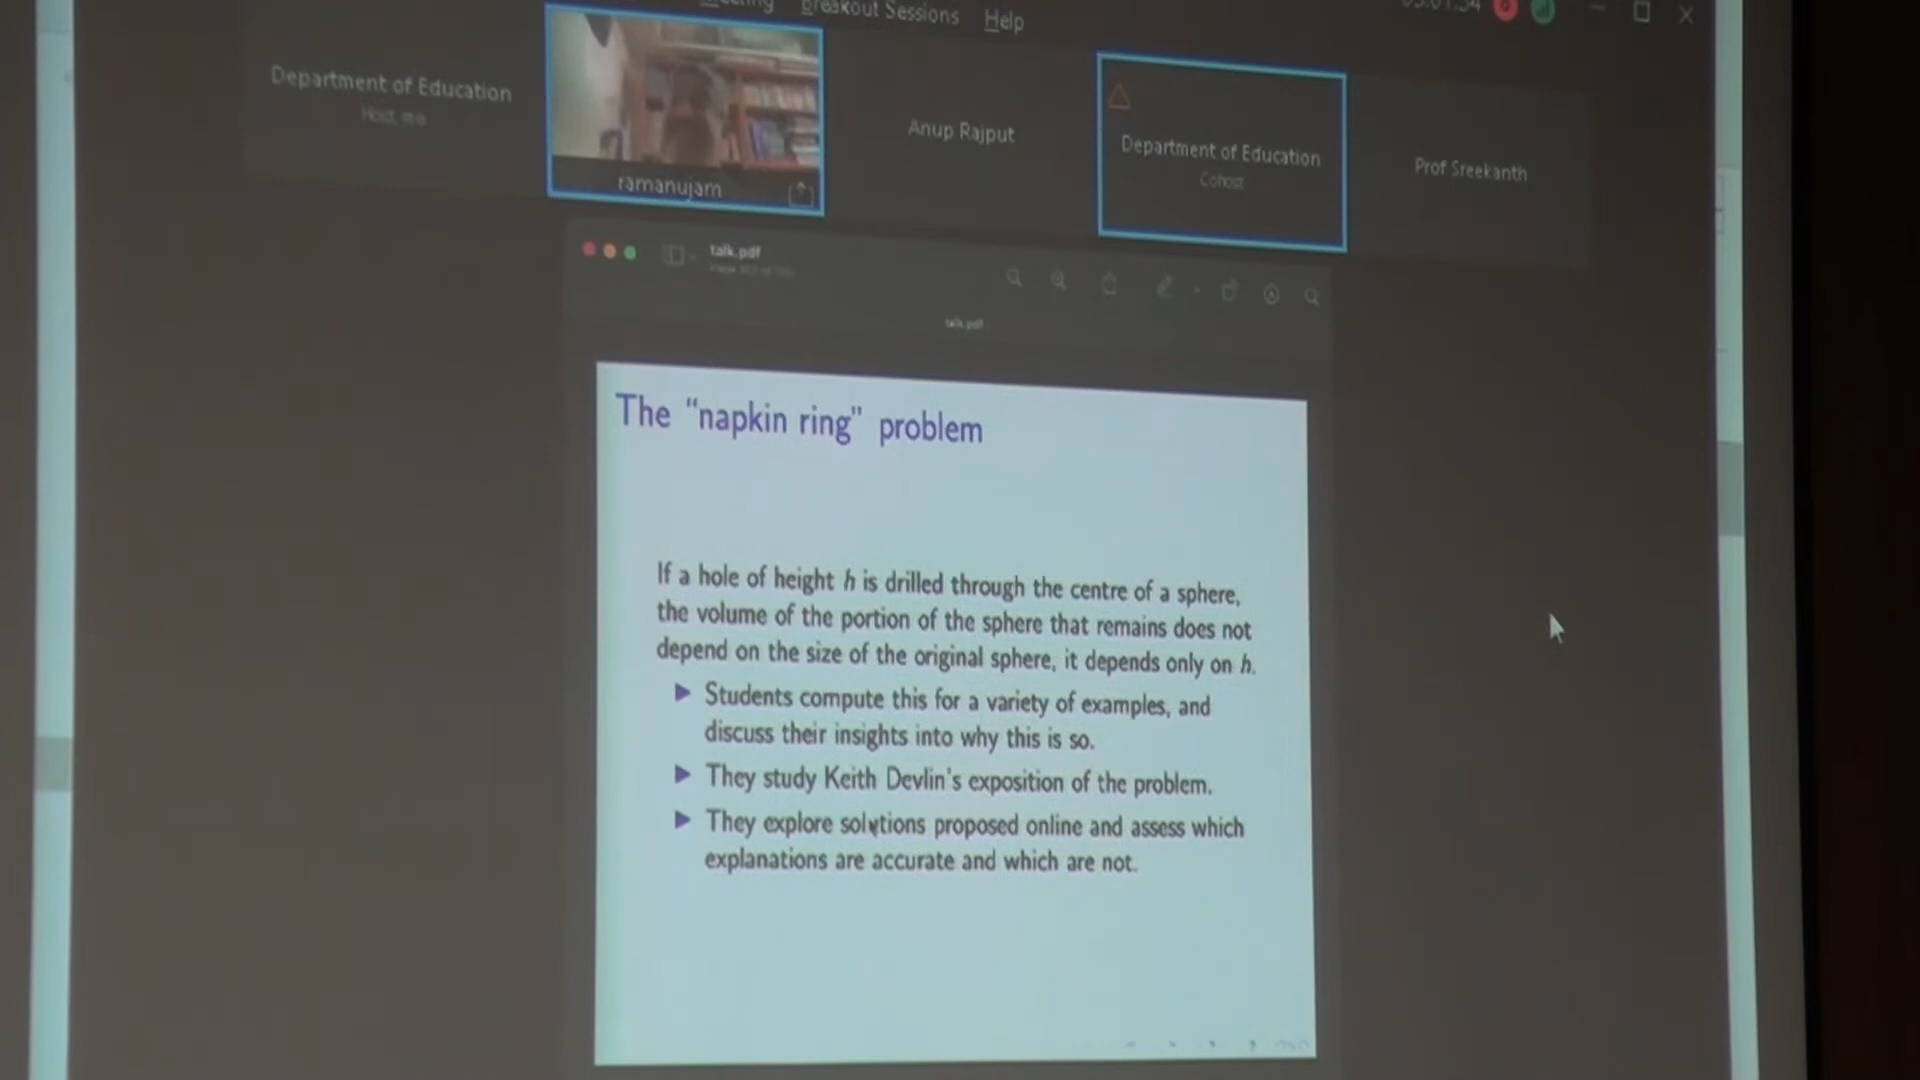 Breakout Sessions Help
Department of Education
Host, me
ramanujam
Anup Rajput
Department of Education
Cohost
Prof Sreekanth
talk.pdf
talk.pdf
The “napkin ring” problem
If a hole of height h is drilled through the centre of a sphere,
the volume of the portion of the sphere that remains does not
depend on the size of the original sphere, it depends only on h.
Students compute this for a variety of examples, and
discuss their insights into why this is so.
They study Keith Devlin's exposition of the problem.
They explore solutions proposed online and assess which
explanations are accurate and which are not.